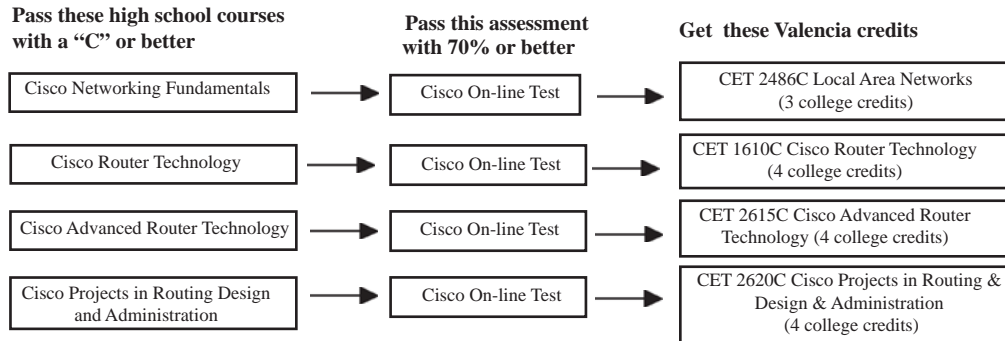 Pass these high school courses
with a “C” or better
Pass this assessment
with 70% or better
Get  these Valencia credits
Cisco Networking Fundamentals
Cisco On-line Test
CET 2486C Local Area Networks
(3 college credits)
Cisco Router Technology
Cisco On-line Test
CET 1610C Cisco Router Technology
(4 college credits)
Cisco Advanced Router Technology
Cisco On-line Test
CET 2615C Cisco Advanced Router
Technology (4 college credits)
Cisco Projects in Routing Design
and Administration
Cisco On-line Test
CET 2620C Cisco Projects in Routing &
Design & Administration
(4 college credits)